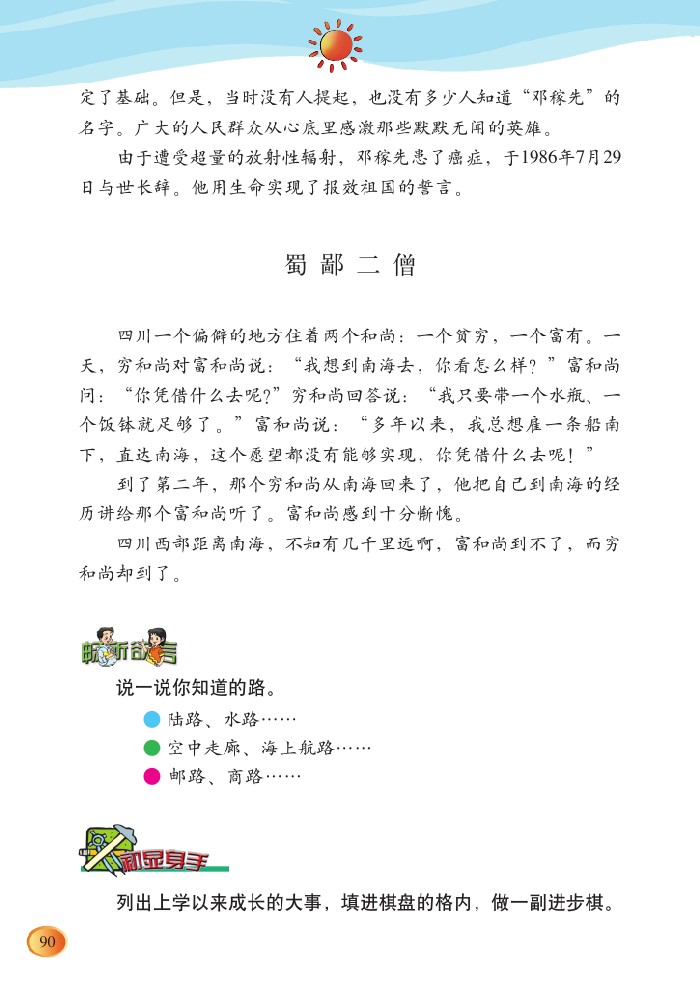 定了基础。但是，当时没有人提起，也没有多少人知道“邓稼先”的
名字。广大的人民群众从心底里感激那些默默无闻的英雄。
由于遭受超量的放射性辐射，邓稼先患了癌症，于1986年7月29
日与世长辞。他用生命实现了报效祖国的誓言。
蜀鄙二僧
四川一个偏僻的地方住着两个和尚：一个贫穷，一个富有。一
天，穷和尚对富和尚说：“我想到南海去，你看怎么样？”富和尚
问：“你凭借什么去呢?”穷和尚回答说：“我只要带一个水瓶、一
个饭钵就足够了。”富和尚说：“多年以来，我总想雇一条船南
下，直达南海，这个愿望都没有能够实现，你凭借什么去呢！”
到了第二年，那个穷和尚从南海回来了，他把自己到南海的经
历讲给那个富和尚听了。富和尚感到十分惭愧。
四川西部距离南海，不知有几千里远啊，富和尚到不了，而穷
和尚却到了。
畅所欲言
说一说你知道的路。
陆路、水路……
空中走廊、海上航路……
邮路、商路……
初显身手
列出上学以来成长的大事，填进棋盘的格内，做一副进步棋。
90